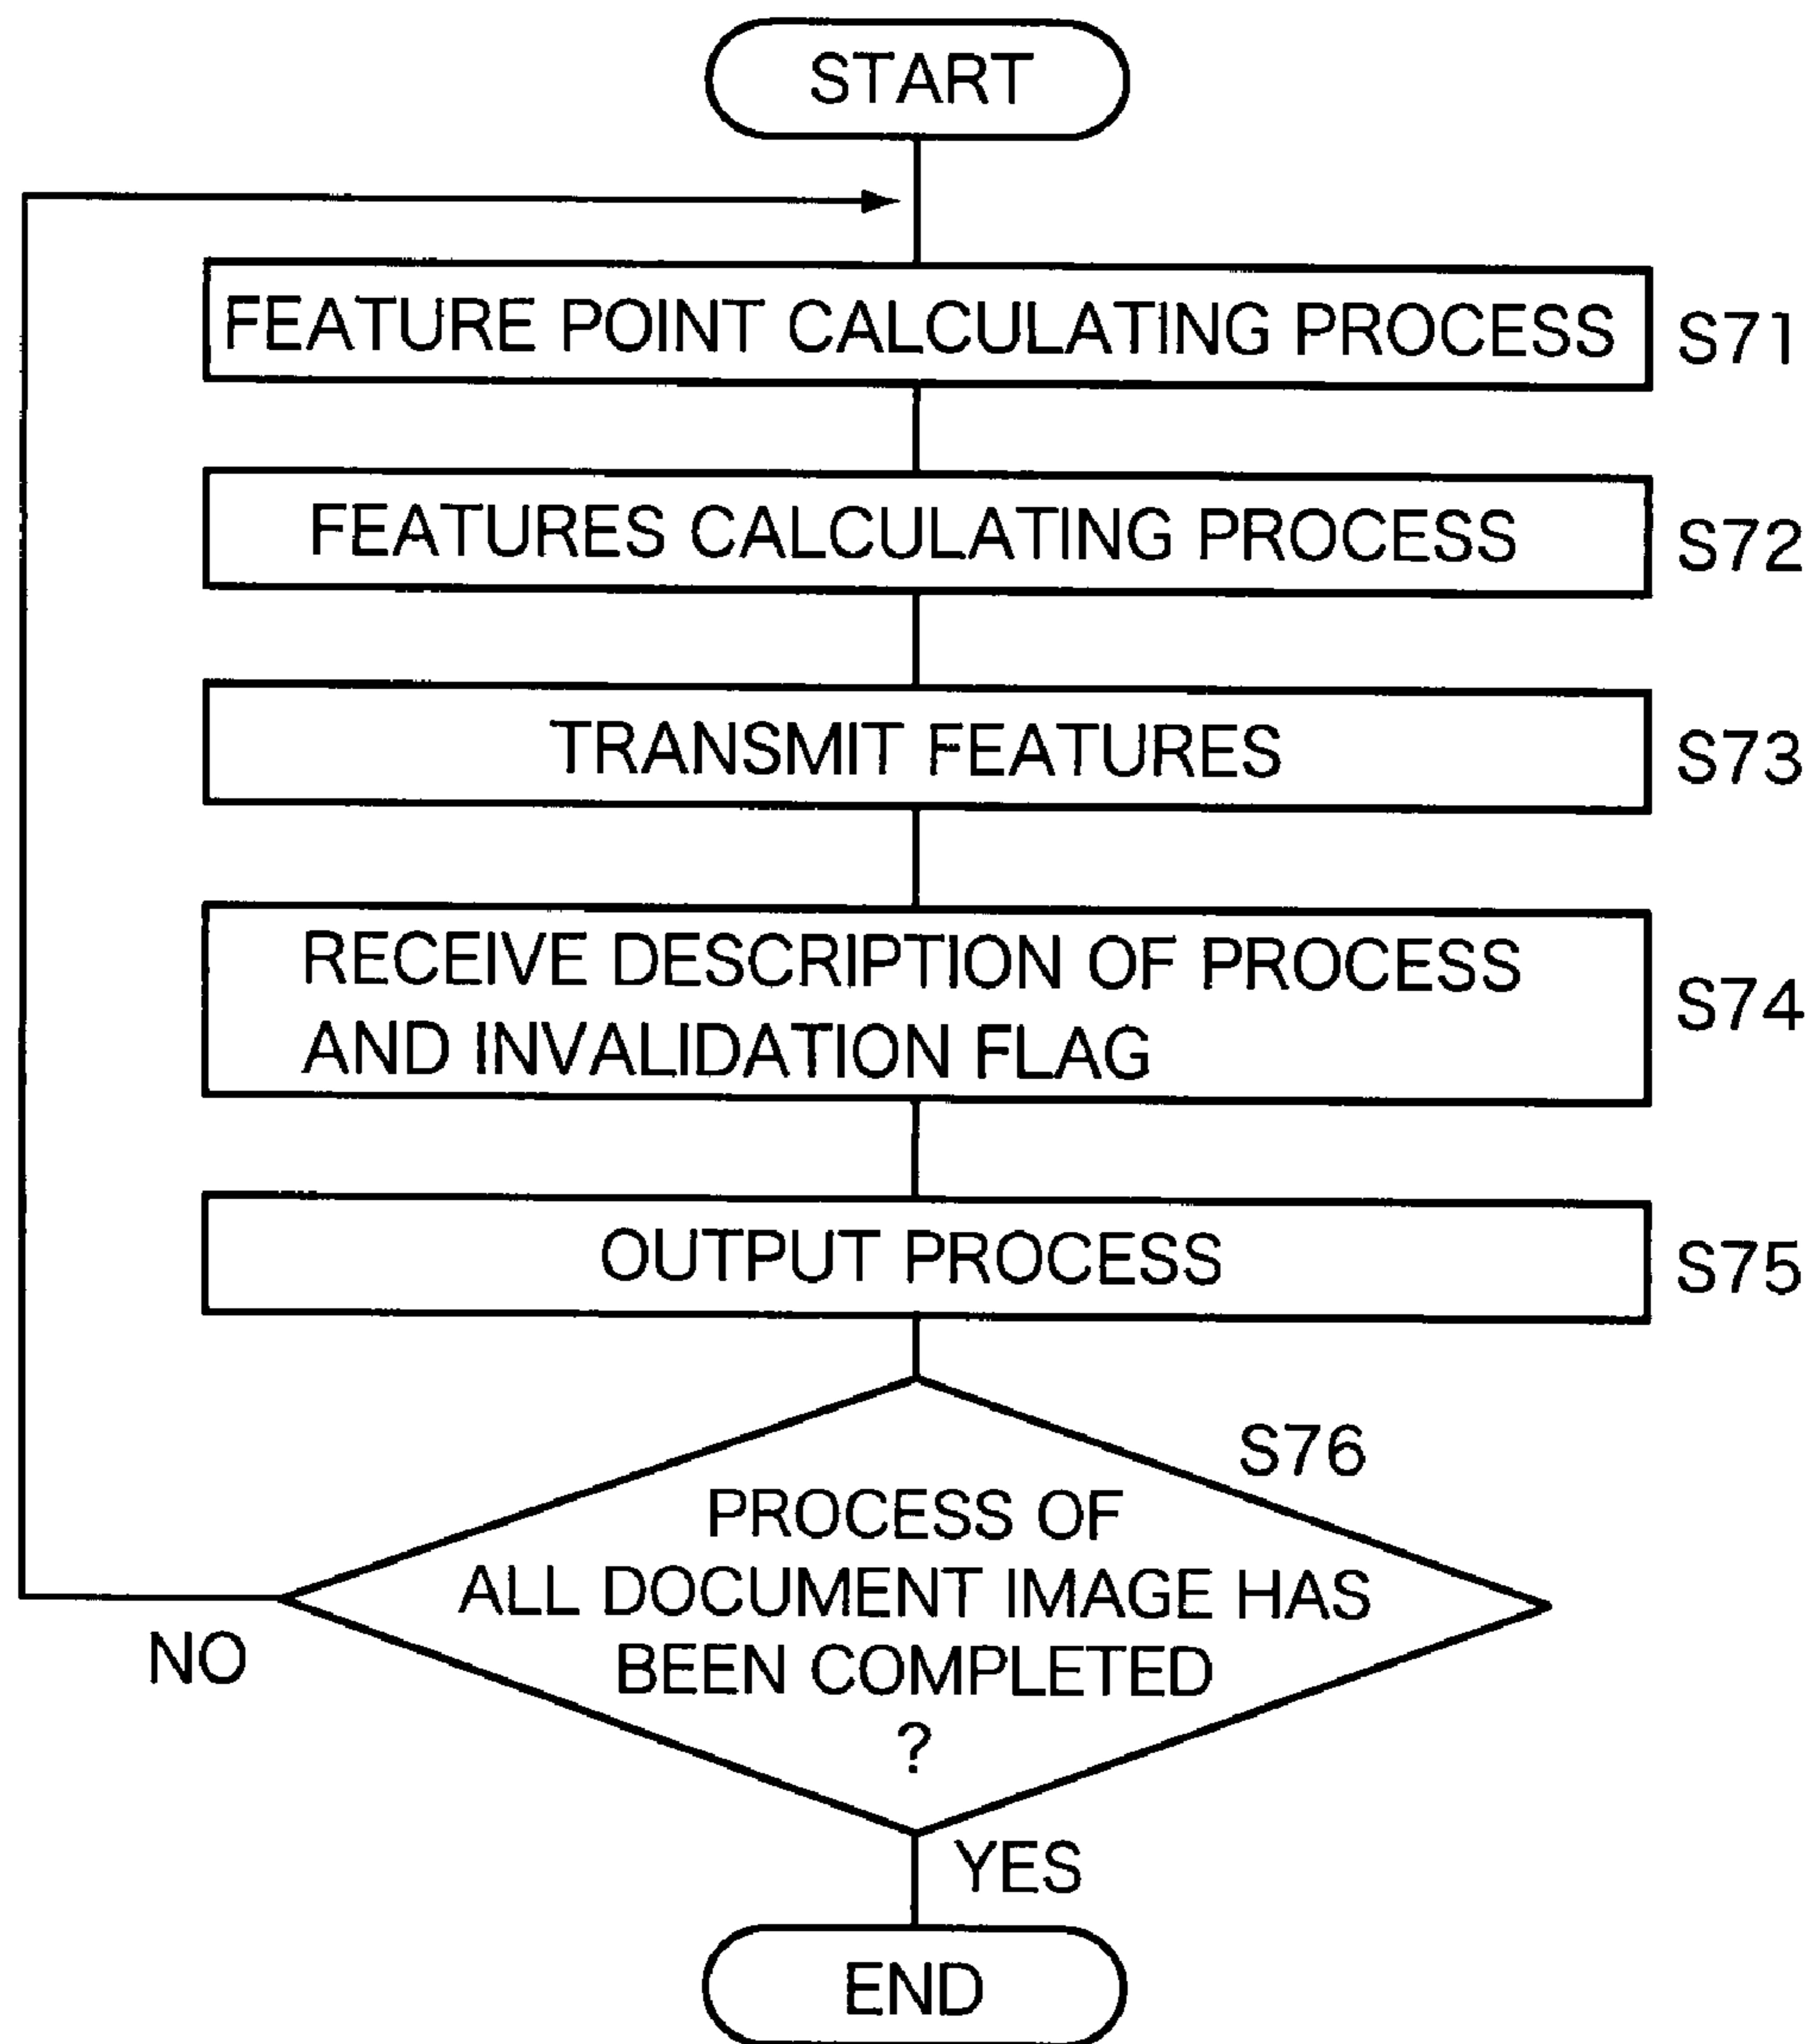 START
FEATURE POINT CALCULATING PROCESS
S71
FEATURES CALCULATING PROCESS
S72
TRANSMIT FEATURES
S73
RECEIVE DESCRIPTION OF PROCESS
AND INVALIDATION FLAG
S74
OUTPUT PROCESS
S75
S76
PROCESS OF
ALL DOCUMENT IMAGE HAS
BEEN COMPLETED
?
NO
YES
END